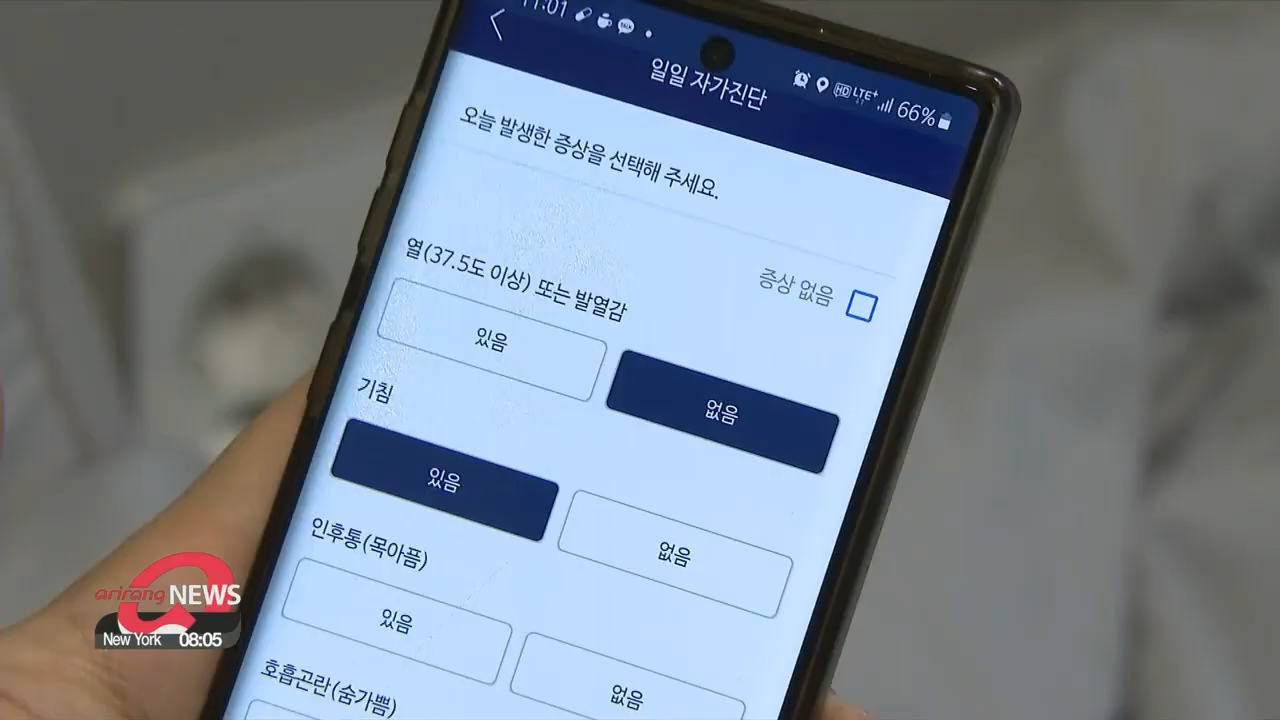 11:01
HD LTE+ 66%
일일 자가진단
오늘 발생한 증상을 선택해 주세요.
증상 없음
열(37.5도 이상) 또는 발열감
있음 없음
기침
있음 없음
인후통(목아픔)
있음 없음
호흡곤란(숨가쁨)
arirang NEWS
New York 08:05